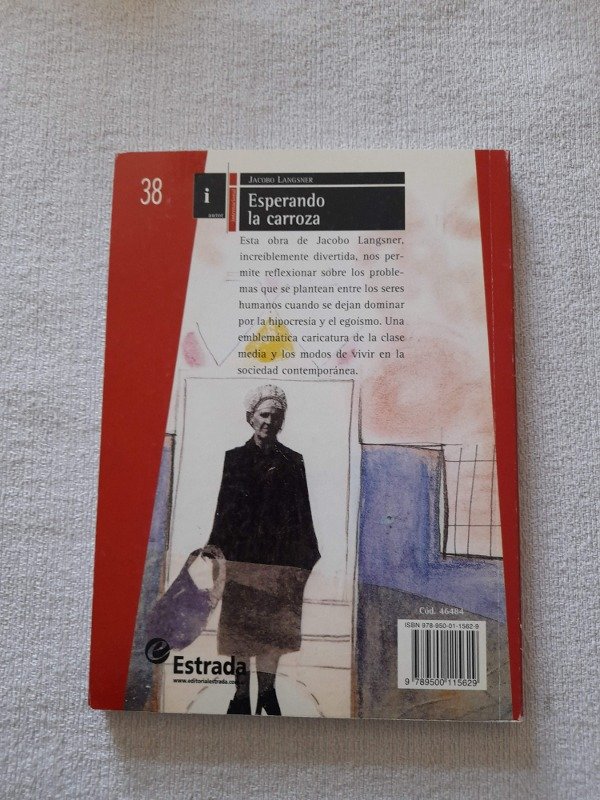 38
i
JACOBO LANGSNER
Esperando
la carroza
Esta obra de Jacobo Langsner,
increíblemente divertida, nos per-
mite reflexionar sobre los proble-
mas que se plantean entre los seres
humanos cuando se dejan dominar
por la hipocresía y el egoísmo. Una
emblemática caricatura de la clase
media y los modos de vivir en la
sociedad contemporánea.
Cód. 46484
ISBN 978-950-01-1562-9
9 789500 115629
e
Estrada
www.editorialestrada.com